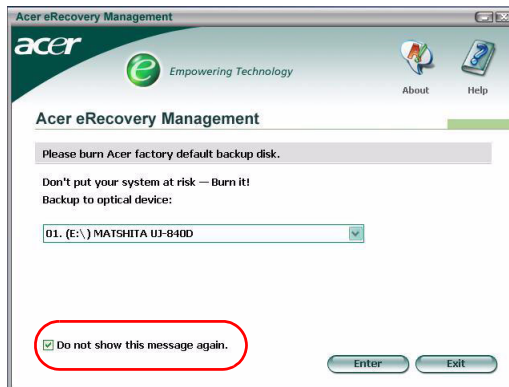 Acer eRecovery Management
acer
e
Empowering Technology
About
Help
Acer eRecovery Management
Please burn Acer factory default backup disk.
Don't put your system at risk — Burn it!
Backup to optical device:
01. (E:\) MATSHITA UJ-840D
Do not show this message again.
Enter
Exit